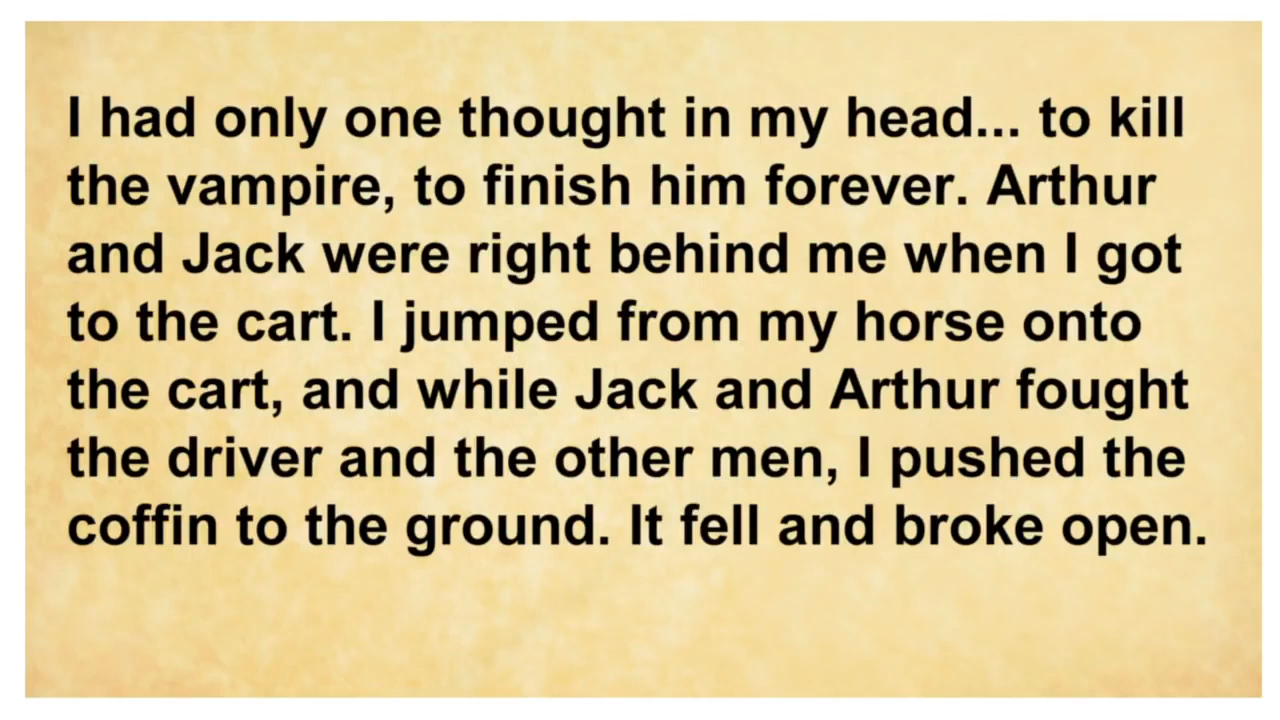 I had only one thought in my head... to kill
the vampire, to finish him forever. Arthur
and Jack were right behind me when I got
to the cart. I jumped from my horse onto
the cart, and while Jack and Arthur fought
the driver and the other men, I pushed the
coffin to the ground. It fell and broke open.